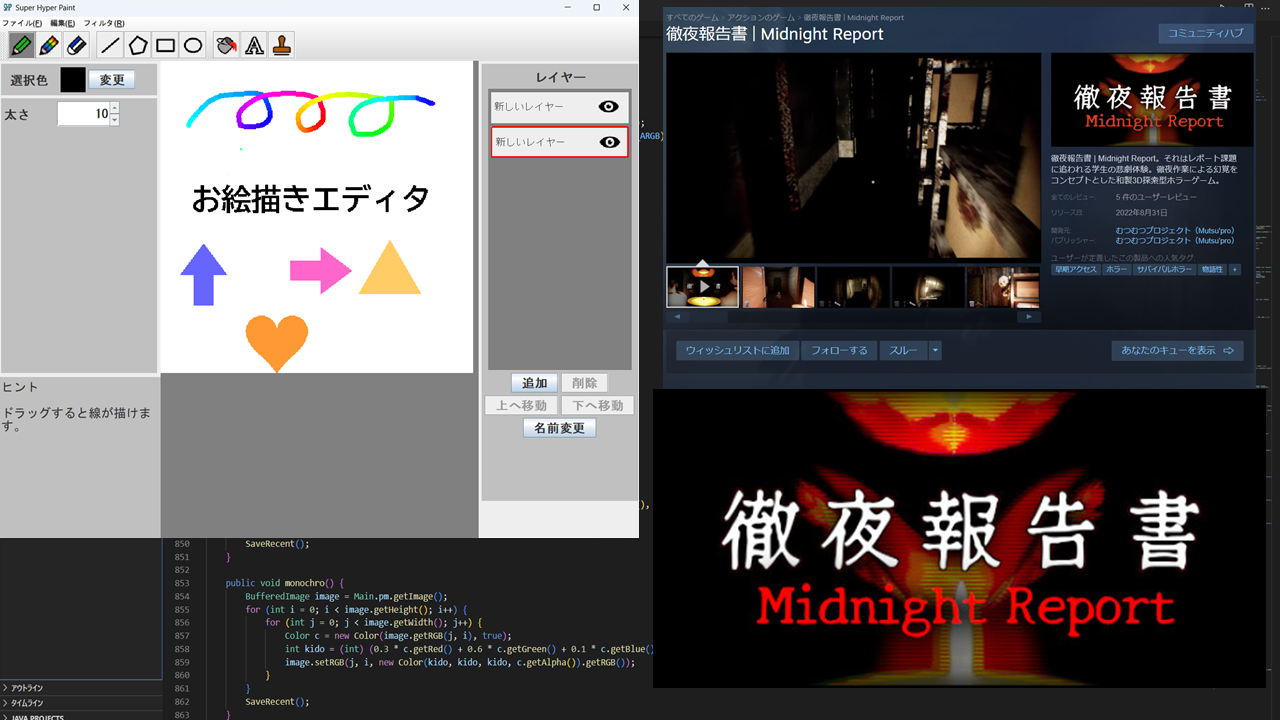 Super Hyper Paint
ファイル(F) 編集(E) フィルタ(R)
選択色 変更
太さ 10
ヒント
ドラッグすると線が描けます。
お絵描きエディタ
レイヤー
新しいレイヤー
新しいレイヤー
追加 削除
上へ移動 下へ移動
名前変更
すべてのゲーム > アクションのゲーム > 徹夜報告書 | Midnight Report
徹夜報告書 | Midnight Report
コミュニティハブ
徹夜報告書
Midnight Report
徹夜報告書 | Midnight Report。それはレポート課題
に追われる学生の悲劇体験。徹夜作業による幻覚
をコンセプトとした和製3D探索型ホラーゲーム。
全てのレビュー: 5 件のユーザーレビュー
リリース日: 2022年8月31日
開発元: むつむつプロジェクト（Mutsu'pro）
パブリッシャー: むつむつプロジェクト（Mutsu'pro）
ユーザーが定義したこの製品への人気タグ:
早期アクセス ホラー サバイバルホラー 物語性 +
ウィッシュリストに追加 フォローする スルー
あなたのキューを表示
徹夜報告書
Midnight Report
;
ARGB)
),
850 SaveRecent();
851 }
852
853 public void monochro() {
854 BufferedImage image = Main.pm.getImage();
855 for (int i = 0; i < image.getHeight(); i++) {
856 for (int j = 0; j < image.getWidth(); j++) {
857 Color c = new Color(image.getRGB(j, i), true);
858 int kido = (int) (0.3 * c.getRed() + 0.6 * c.getGreen() + 0.1 * c.getBlue()
859 image.setRGB(j, i, new Color(kido, kido, kido, c.getAlpha()).getRGB());
860 }
861 }
862 SaveRecent();
863 }
アウトライン
タイムライン
JAVA PROJECTS